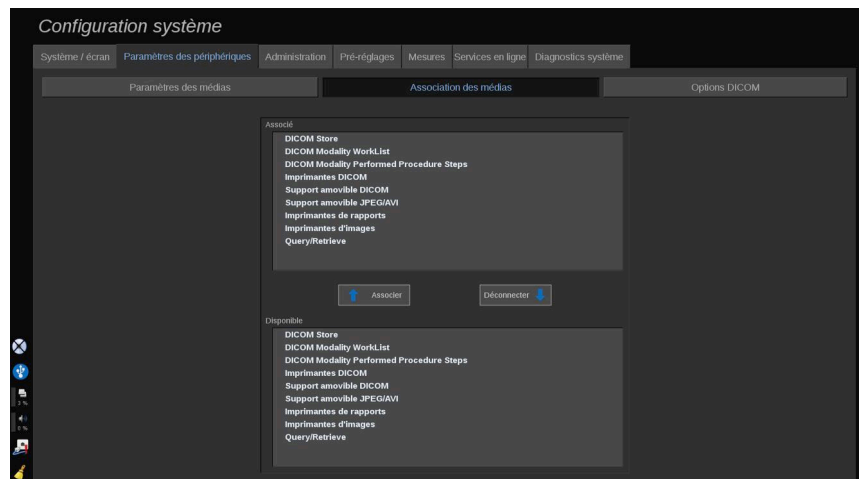 Configuration système
Système / écran Paramètres des périphériques Administration Pré-réglages Mesures Services en ligne Diagnostics système
Paramètres des médias Association des médias Options DICOM
Associé
DICOM Store
DICOM Modality WorkList
DICOM Modality Performed Procedure Steps
Imprimantes DICOM
Support amovible DICOM
Support amovible JPEG/AVI
Imprimantes de rapports
Imprimantes d'images
Query/Retrieve
Associer Déconnecter
Disponible
DICOM Store
DICOM Modality WorkList
DICOM Modality Performed Procedure Steps
Imprimantes DICOM
Support amovible DICOM
Support amovible JPEG/AVI
Imprimantes de rapports
Imprimantes d'images
Query/Retrieve
3 %
0 %